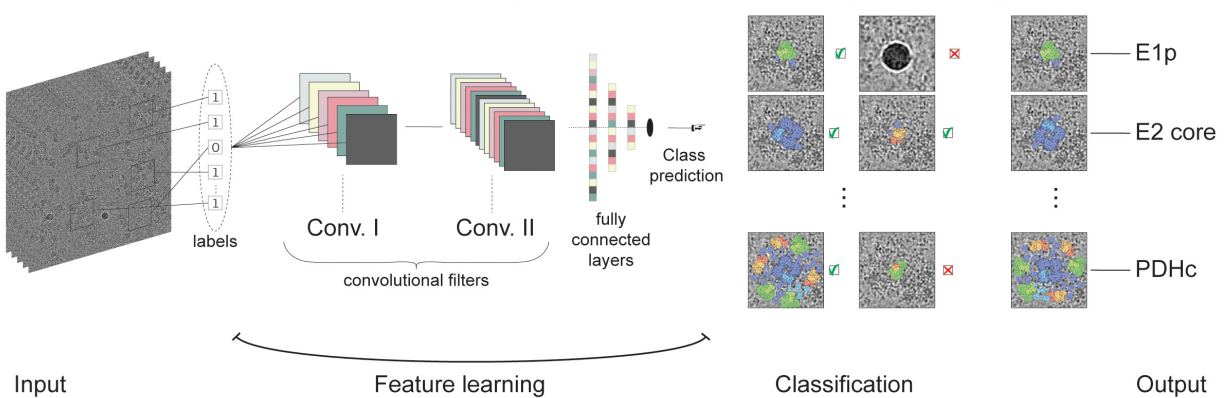 1
1
0
1
1
labels
Conv. I
Conv. II
convolutional filters
fully
connected
layers
Class
prediction
E1p
E2 core
PDHc
Input
Feature learning
Classification
Output